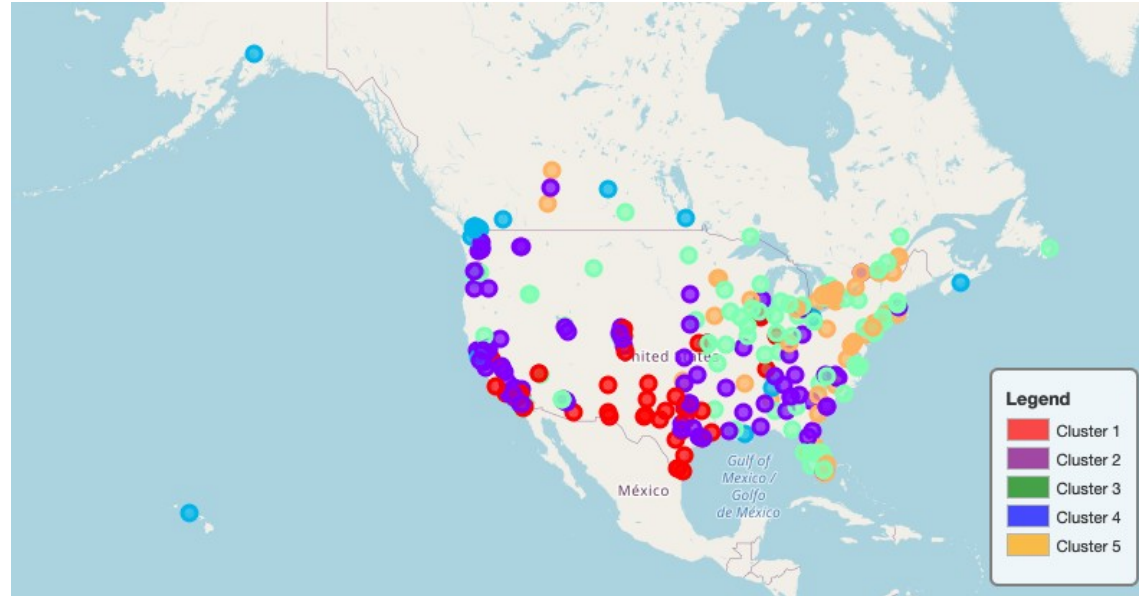 United States
Gulf of
Mexico /
Golfo
de México
México
Legend
Cluster 1
Cluster 2
Cluster 3
Cluster 4
Cluster 5